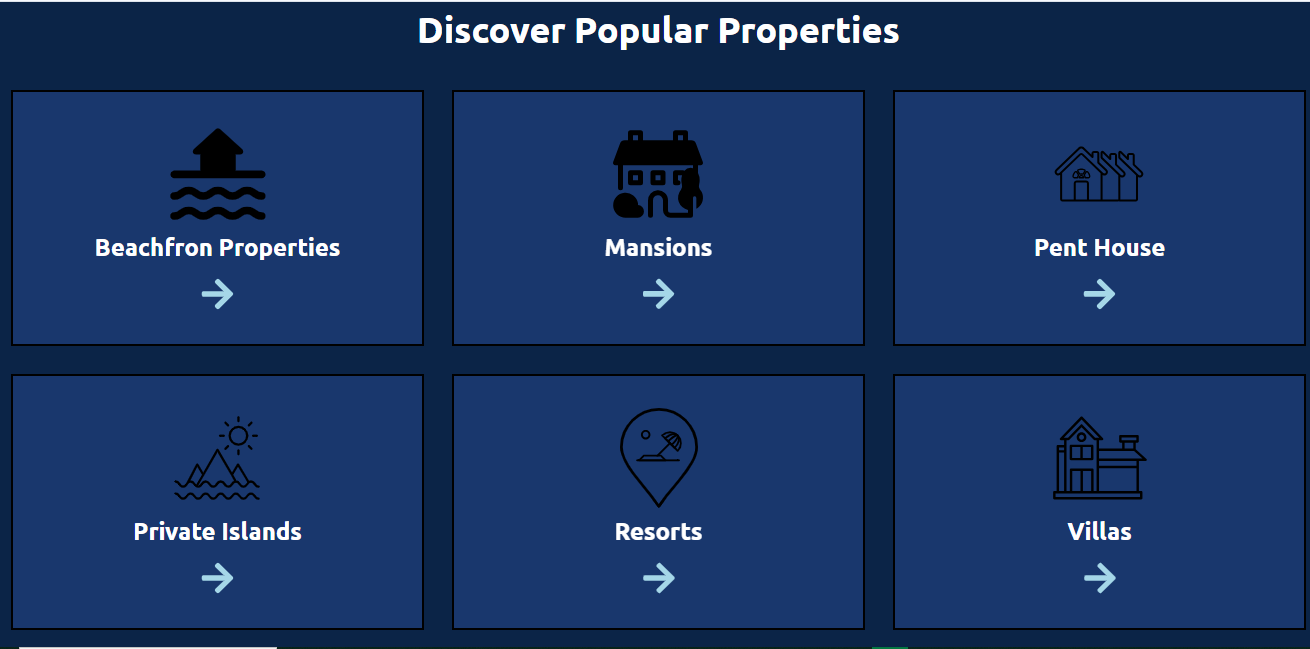 Discover Popular Properties
Beachfron Properties
Mansions
Pent House
Private Islands
Resorts
Villas